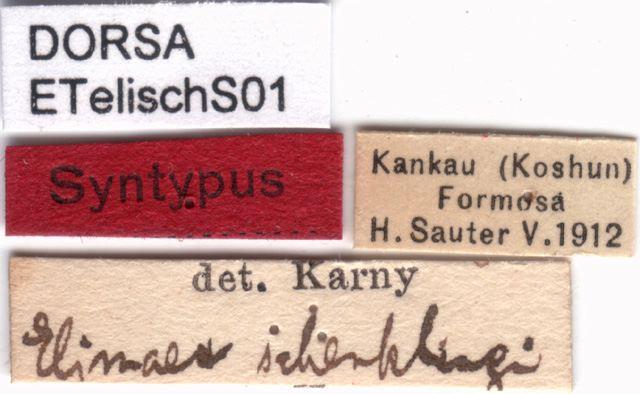 DORSA
ETelischS01
Syntypus
Kankau (Koshun)
Formosa
H. Sauter V.1912
det. Karny
Elimaea schenklingi